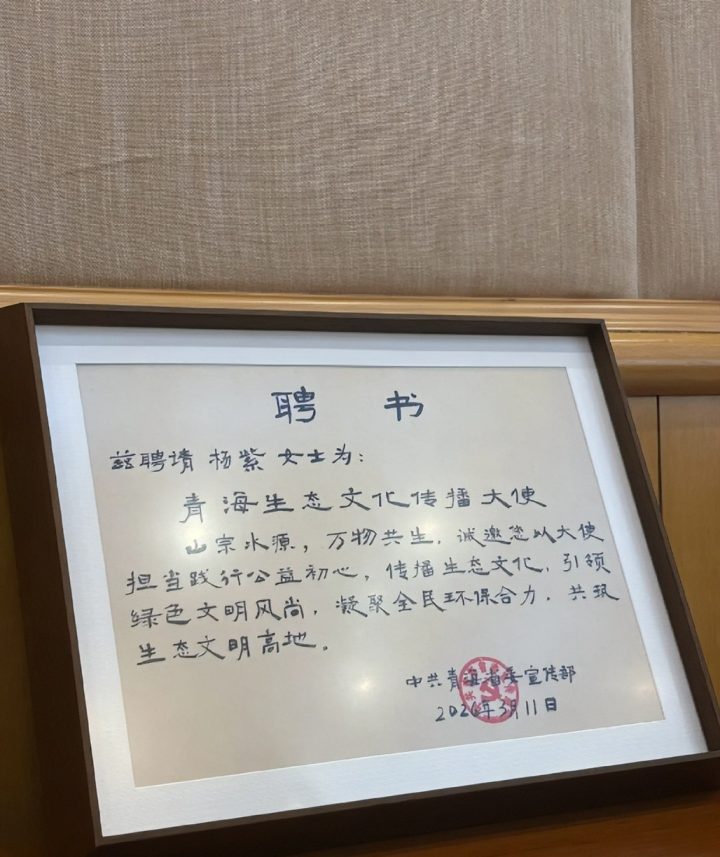 聘 书
兹聘请 杨紫 女士为：
青海生态文化传播大使
山宗水源，万物共生，诚邀您以大使
担当践行公益初心，传播生态文化，引领
绿色文明风尚，凝聚全民环保合力，共筑
生态文明高地。
中共青海省委宣传部
2026年3月11日